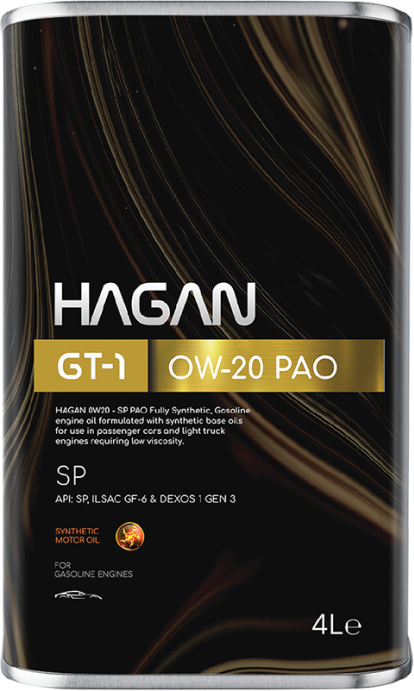 HAGAN
GT-1 0W-20 PAO
HAGAN 0W20 - SP PAO Fully Synthetic, Gasoline
engine oil formulated with synthetic base oils
for use in passenger cars and light truck
engines requiring low viscosity.
SP
API: SP, ILSAC GF-6 & DEXOS 1 GEN 3
SYNTHETIC
MOTOR OIL
FOR
GASOLINE ENGINES
4L℮